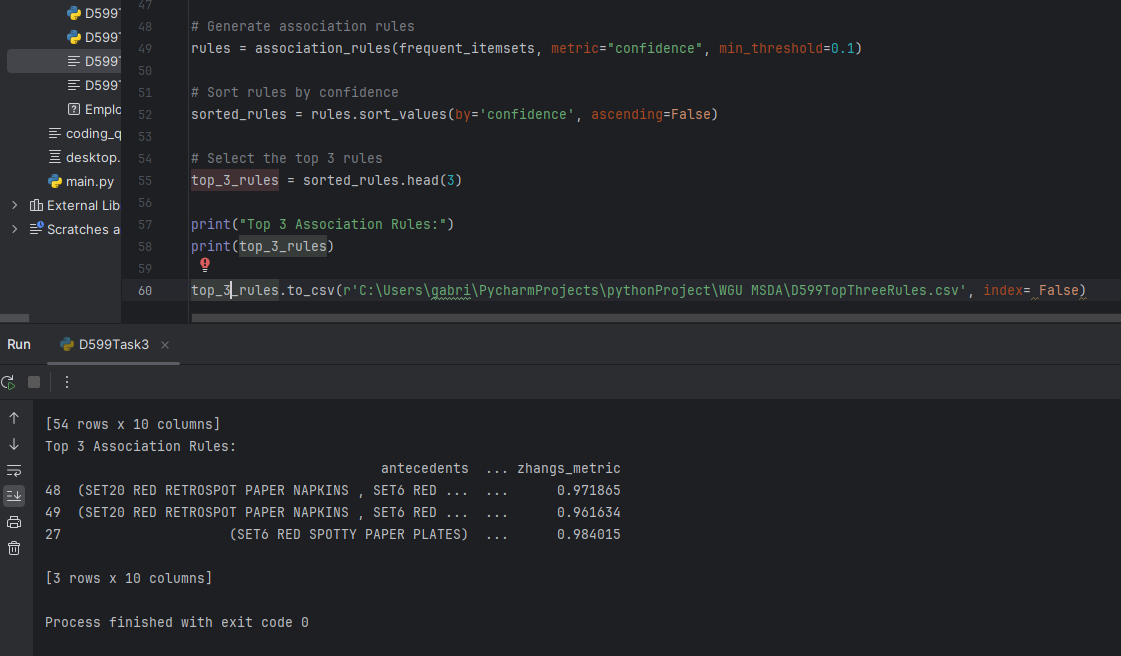 D599T
D599T
D599T
D599T
Emplo
coding_q
desktop.
main.py
External Lib
Scratches a
47
48 # Generate association rules
49 rules = association_rules(frequent_itemsets, metric="confidence", min_threshold=0.1)
50
51 # Sort rules by confidence
52 sorted_rules = rules.sort_values(by='confidence', ascending=False)
53
54 # Select the top 3 rules
55 top_3_rules = sorted_rules.head(3)
56
57 print("Top 3 Association Rules:")
58 print(top_3_rules)
59
60 top_3_rules.to_csv(r'C:\Users\gabri\PycharmProjects\pythonProject\WGU MSDA\D599TopThreeRules.csv', index= False)
Run D599Task3
[54 rows x 10 columns]
Top 3 Association Rules:
antecedents ... zhangs_metric
48 (SET20 RED RETROSPOT PAPER NAPKINS , SET6 RED ... ... 0.971865
49 (SET20 RED RETROSPOT PAPER NAPKINS , SET6 RED ... ... 0.961634
27 (SET6 RED SPOTTY PAPER PLATES) ... 0.984015
[3 rows x 10 columns]
Process finished with exit code 0